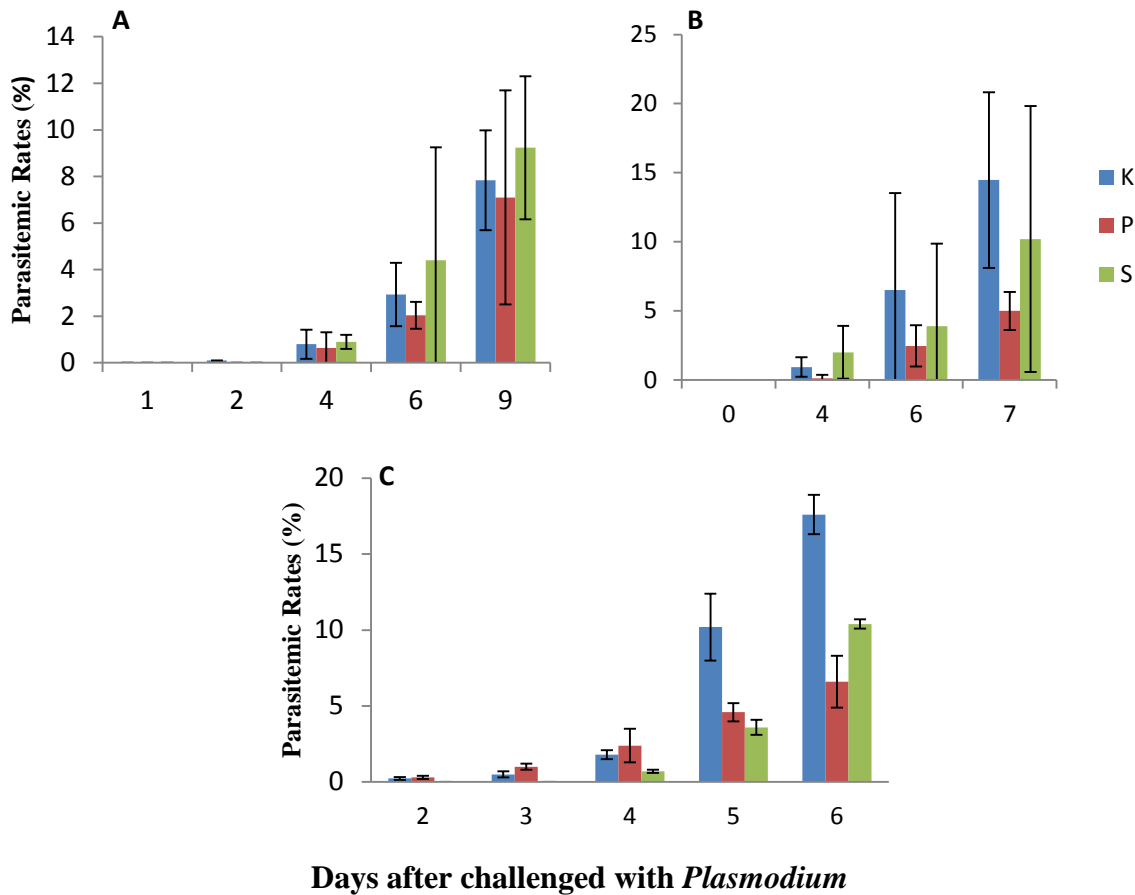 A
Parasitemic Rates (%)
14
12
10
8
6
4
2
0
1 2 4 6 9
B
25
20
15
10
5
0
0 4 6 7
K
P
S
C
Parasitemic Rates (%)
20
15
10
5
0
2 3 4 5 6
Days after challenged with Plasmodium